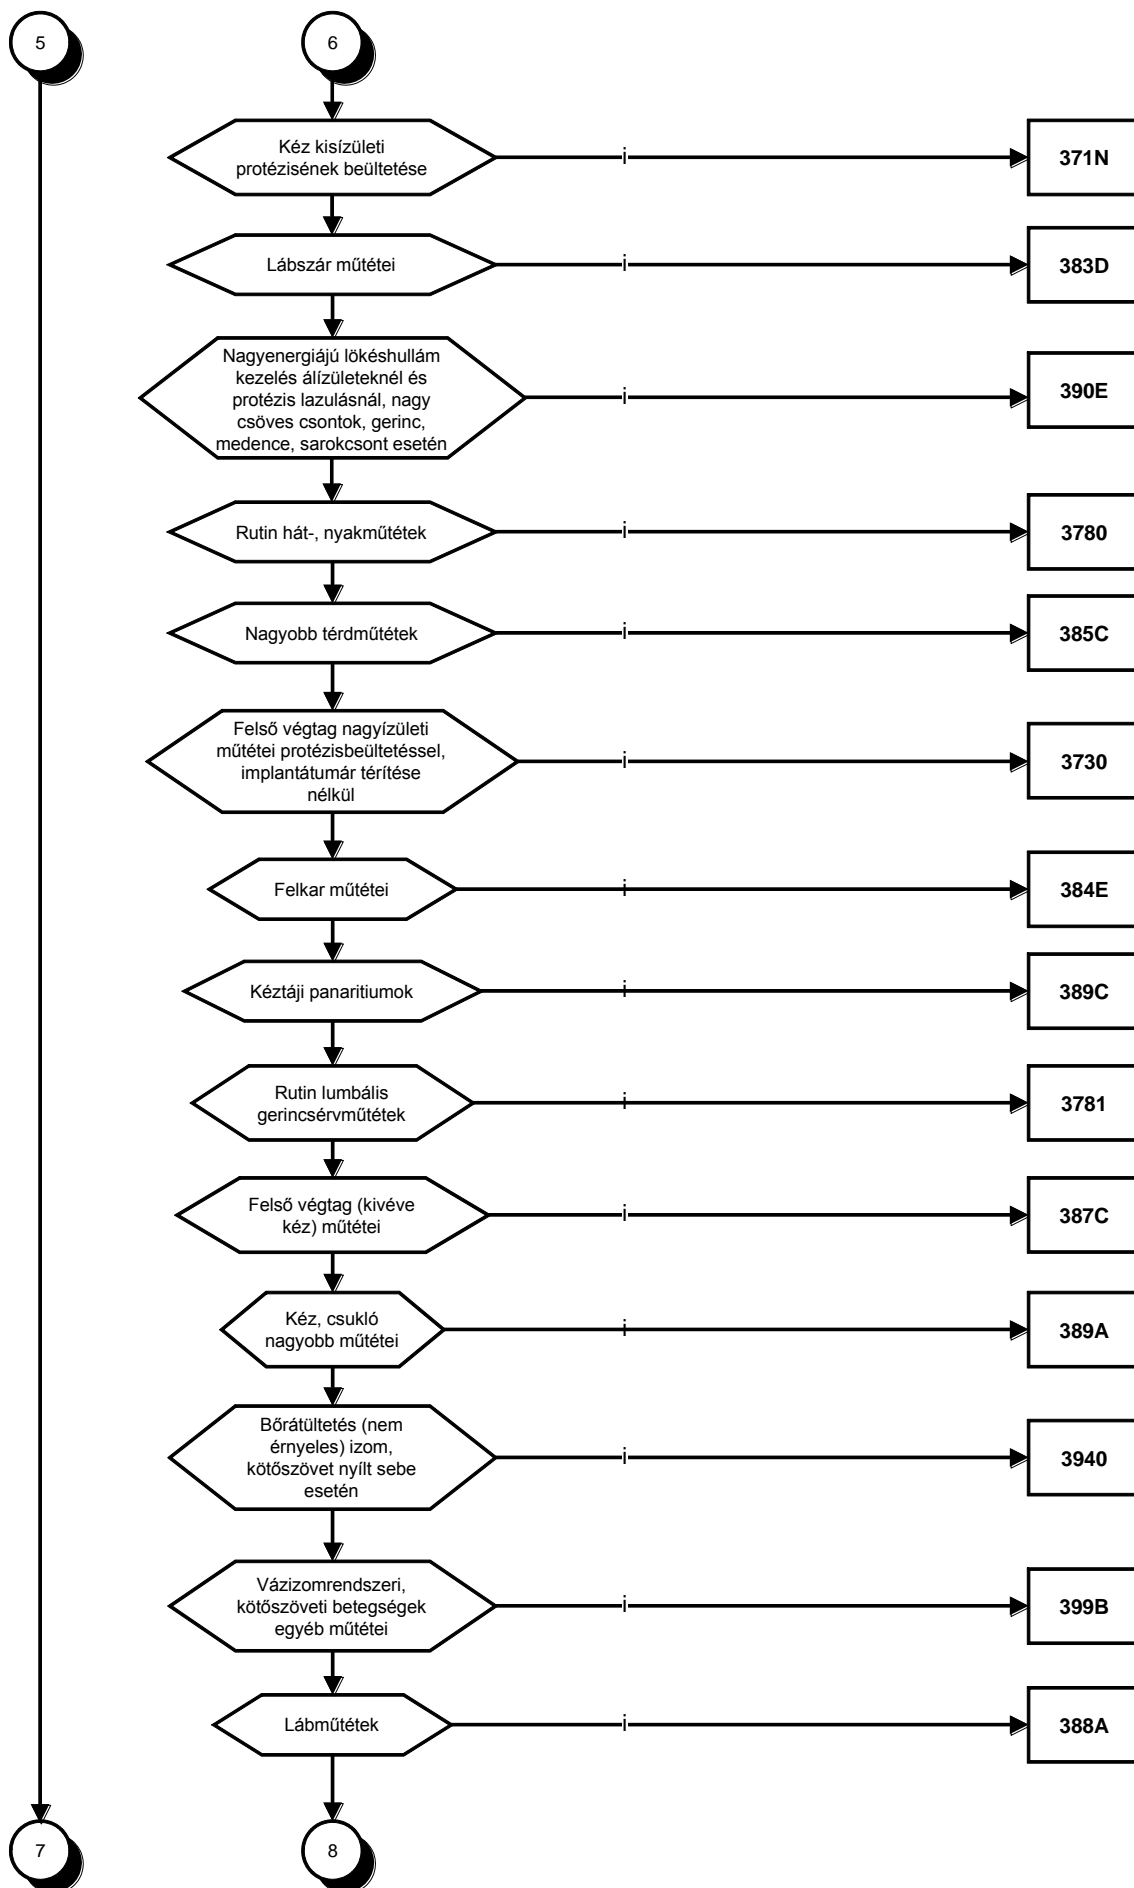 5
6
Kéz kisízületi
protézisének beültetése
i
371N
Lábszár műtétei
i
383D
Nagyenergiájú lökéshullám
kezelés álízületeknél és
protézis lazulásnál, nagy
csöves csontok, gerinc,
medence, sarokcsont esetén
i
390E
Rutin hát-, nyakműtétek
i
3780
Nagyobb térdműtétek
i
385C
Felső végtag nagyízületi
műtétei protézisbeültetéssel,
implantátumár térítése
nélkül
i
3730
Felkar műtétei
i
384E
Kéztáji panaritiumok
i
389C
Rutin lumbális
gerincsérvműtétek
i
3781
Felső végtag (kivéve
kéz) műtétei
i
387C
Kéz, csukló
nagyobb műtétei
i
389A
Bőrátültetés (nem
érnyeles) izom,
kötőszövet nyílt sebe
esetén
i
3940
Vázizomrendszeri,
kötőszöveti betegségek
egyéb műtétei
i
399B
Lábműtétek
i
388A
7
8